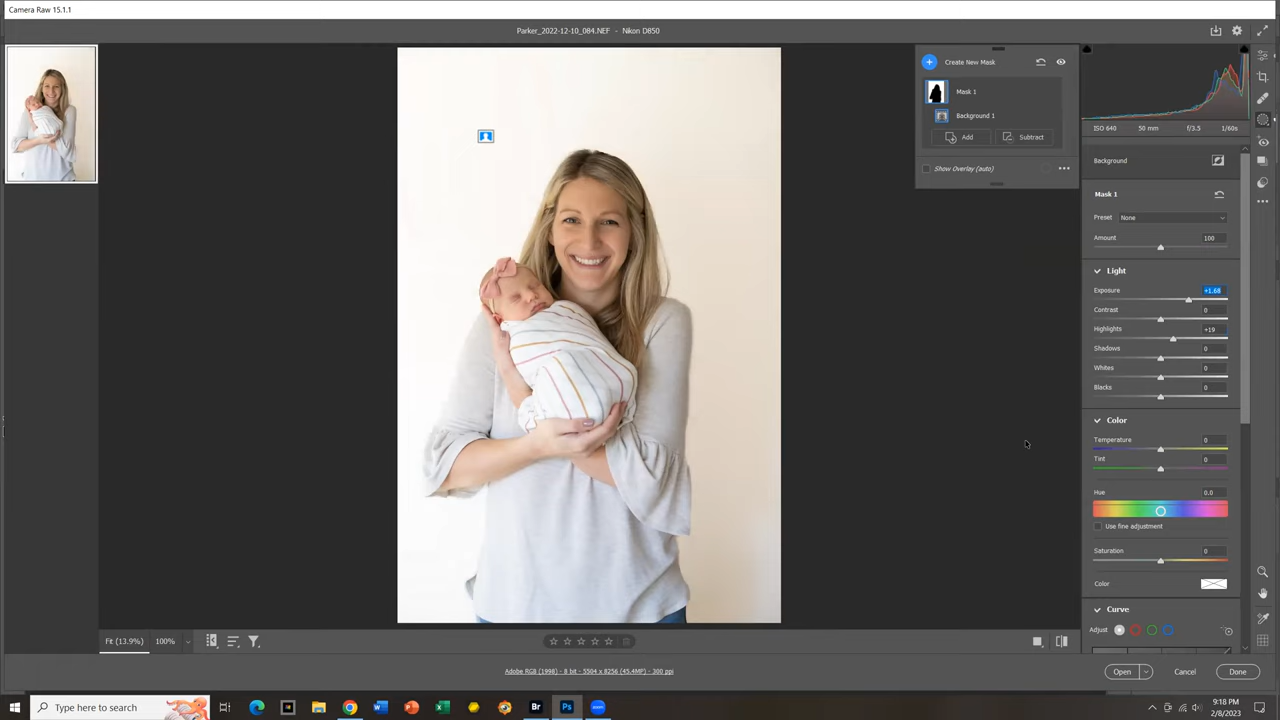 Camera Raw 15.1.1
Parker_2022-12-10_084.NEF - Nikon D850
Create New Mask
Mask 1
Background 1
Add Subtract
Show Overlay (auto)
ISO 640 50 mm f/3.5 1/60s
Background
Mask 1
Preset None
Amount 100
Light
Exposure +1.68
Contrast 0
Highlights +19
Shadows 0
Whites 0
Blacks 0
Color
Temperature 0
Tint 0
Hue 0.0
Use fine adjustment
Saturation 0
Color
Curve
Adjust
Fit (13.9%) 100%
Adobe RGB (1998) - 8 bit - 5504 x 8256 (45.4MP) - 300 ppi
Open Cancel Done
Type here to search
Br Ps
9:18 PM
2/8/2023